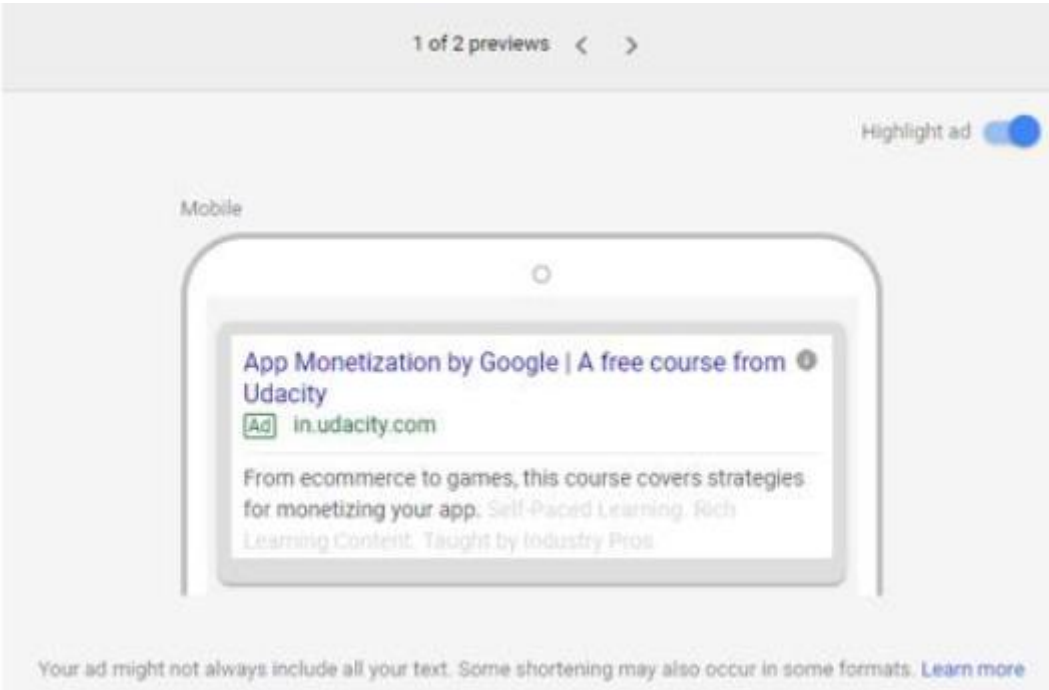 1 of 2 previews
Highlight ad
Mobile
App Monetization by Google | A free course from
Udacity
Ad in.udacity.com
From ecommerce to games, this course covers strategies
for monetizing your app. Self-Paced Learning. Rich
Learning Content. Taught by Industry Pros
Your ad might not always include all your text. Some shortening may also occur in some formats. Learn more